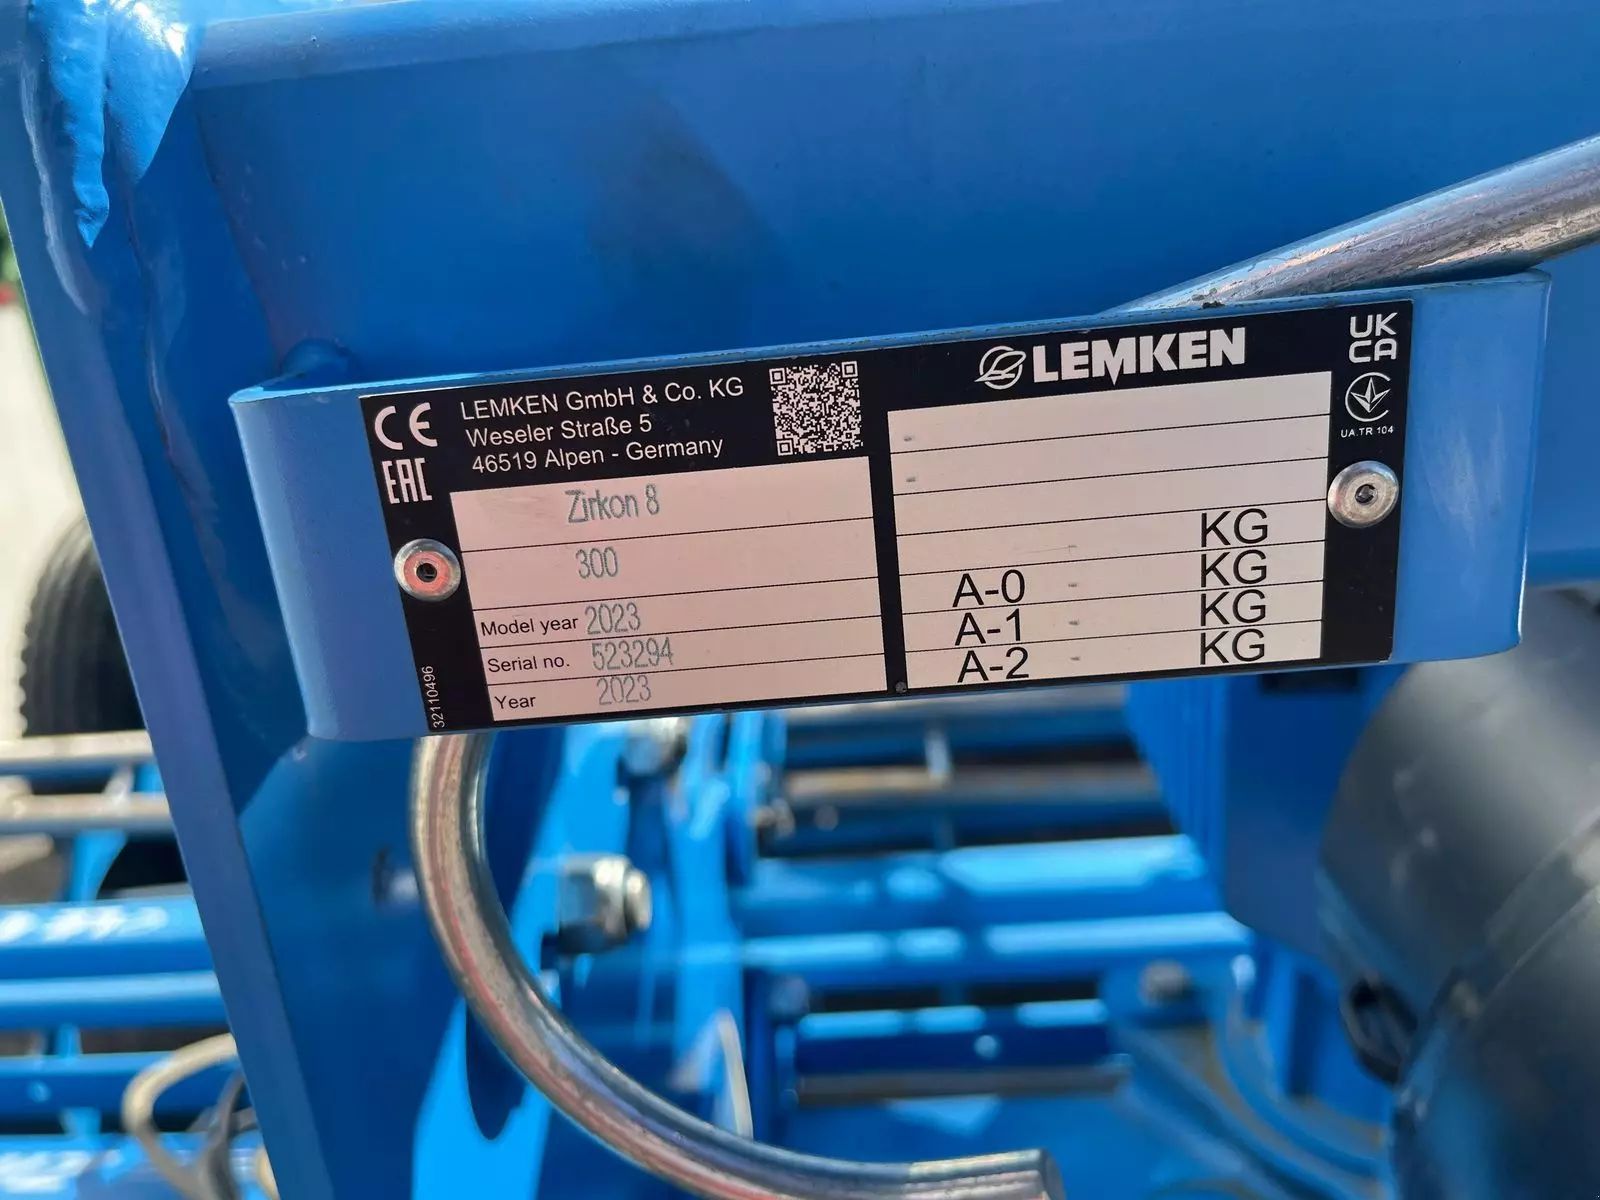 CE
EAC
LEMKEN GmbH & Co. KG
Weseler Straße 5
46519 Alpen - Germany
Zirkon 8
300
Model year 2023
Serial no. 523294
Year 2023
32110496
LEMKEN
UK
CA
UA.TR 104
-
-
KG
A-0 - KG
A-1 - KG
A-2 - KG